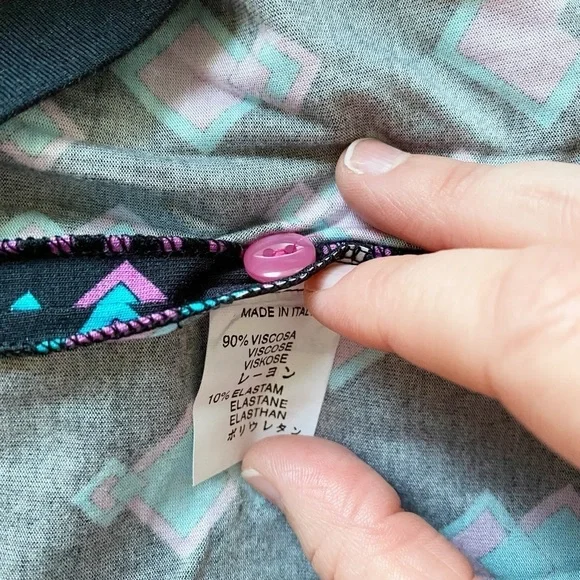 MADE IN ITAL
90% VISCOSA
VISCOSE
VISKOSE
レーヨン
10% ELASTAM
ELASTANE
ELASTHAN
ポリウレタン